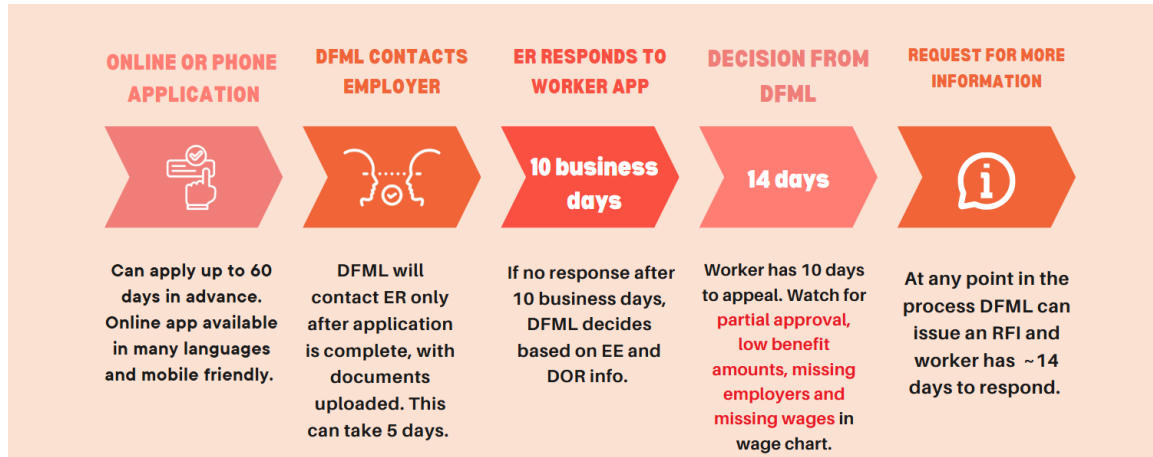 ONLINE OR PHONE
APPLICATION
Can apply up to 60
days in advance.
Online app available
in many languages
and mobile friendly.
DFML CONTACTS
EMPLOYER
DFML will
contact ER only
after application
is complete, with
documents
uploaded. This
can take 5 days.
ER RESPONDS TO
WORKER APP
10 business
days
If no response after
10 business days,
DFML decides
based on EE and
DOR info.
DECISION FROM
DFML
14 days
Worker has 10 days
to appeal. Watch for
partial approval,
low benefit
amounts, missing
employers and
missing wages in
wage chart.
REQUEST FOR MORE
INFORMATION
i
At any point in the
process DFML can
issue an RFI and
worker has ~14
days to respond.